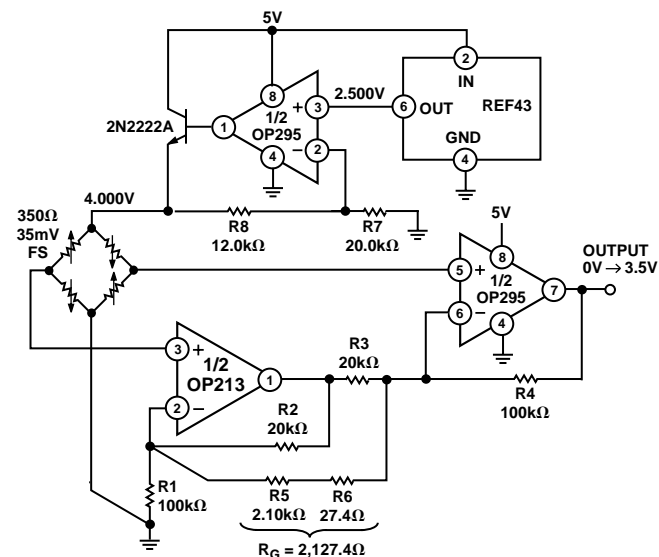 5V
2
IN
8
2.500V
+
3
6
OUT
REF43
2N2222A
1
1/2
OP295
−
2
GND
4
4
4.000V
350Ω
35mV
FS
R8
12.0kΩ
R7
20.0kΩ
5V
8
OUTPUT
0V → 3.5V
5
+
1/2
OP295
7
6
−
4
3
+
1/2
OP213
1
2
−
R3
20kΩ
R4
100kΩ
R2
20kΩ
R1
100kΩ
R5
2.10kΩ
R6
27.4Ω
RG = 2,127.4Ω